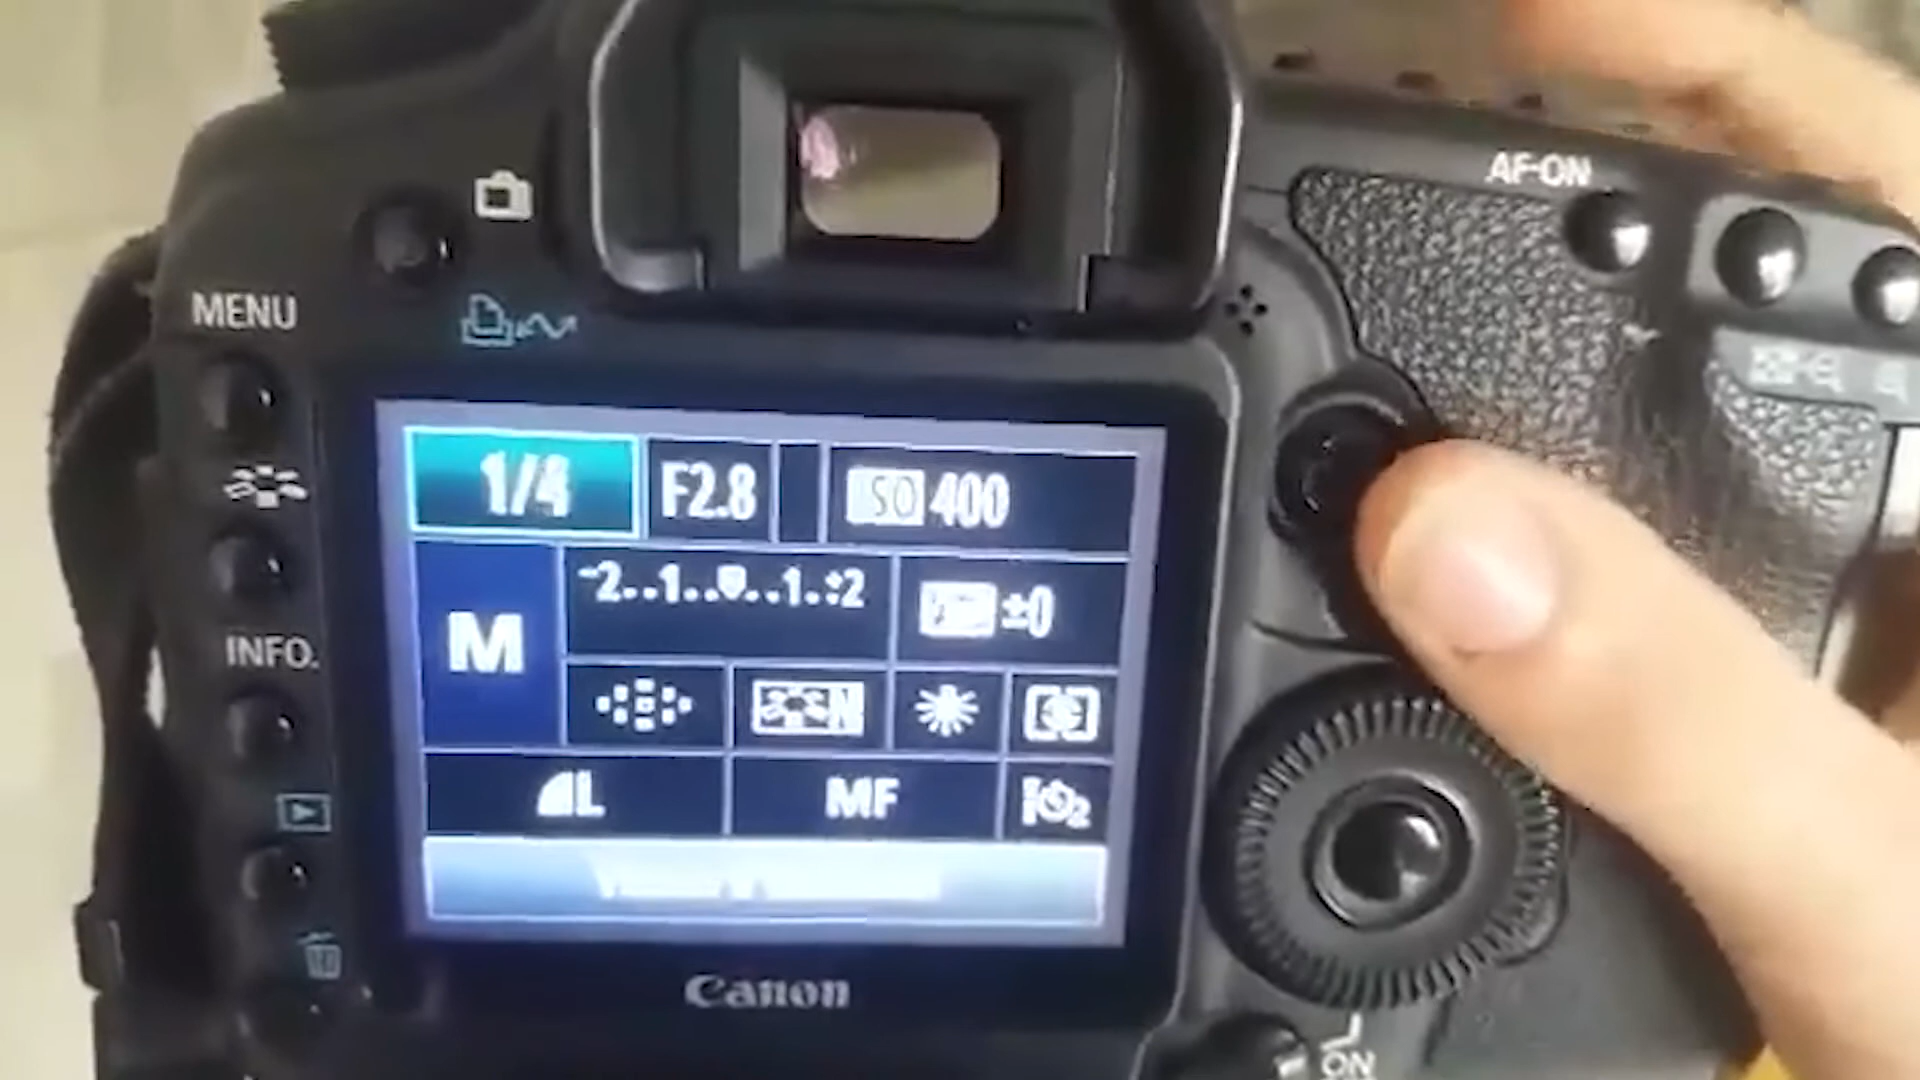 AF-ON
MENU
1/4 F2.8 ISO 400
M -2..1..0..1.:2 ±0
INFO.
L MF 2
Canon
ON